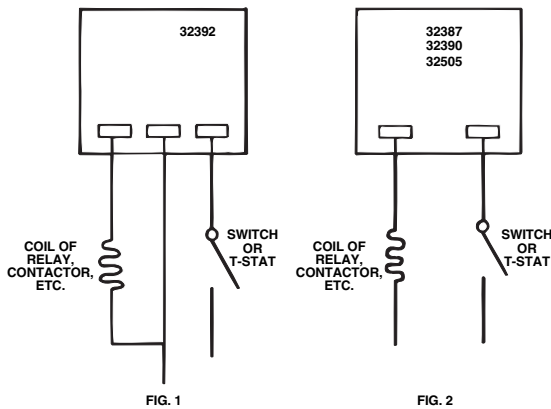 32392
COIL OF
RELAY,
CONTACTOR,
ETC.
SWITCH
OR
T-STAT
FIG. 1
32387
32390
32505
COIL OF
RELAY,
CONTACTOR,
ETC.
SWITCH
OR
T-STAT
FIG. 2